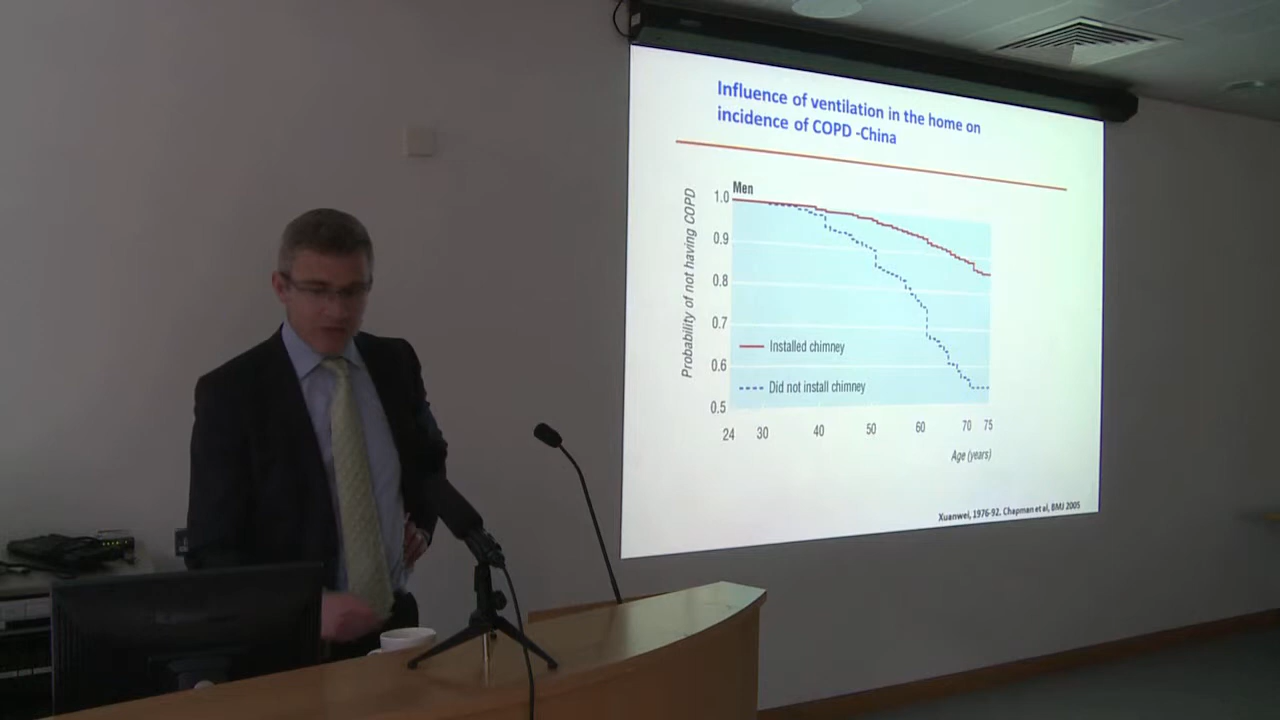 Influence of ventilation in the home on
incidence of COPD -China
Men
Probability of not having COPD
1.0
0.9
0.8
0.7
0.6
0.5
Installed chimney
Did not install chimney
24 30 40 50 60 70 75
Age (years)
Xuanwei, 1976-92. Chapman et al, BMJ 2005